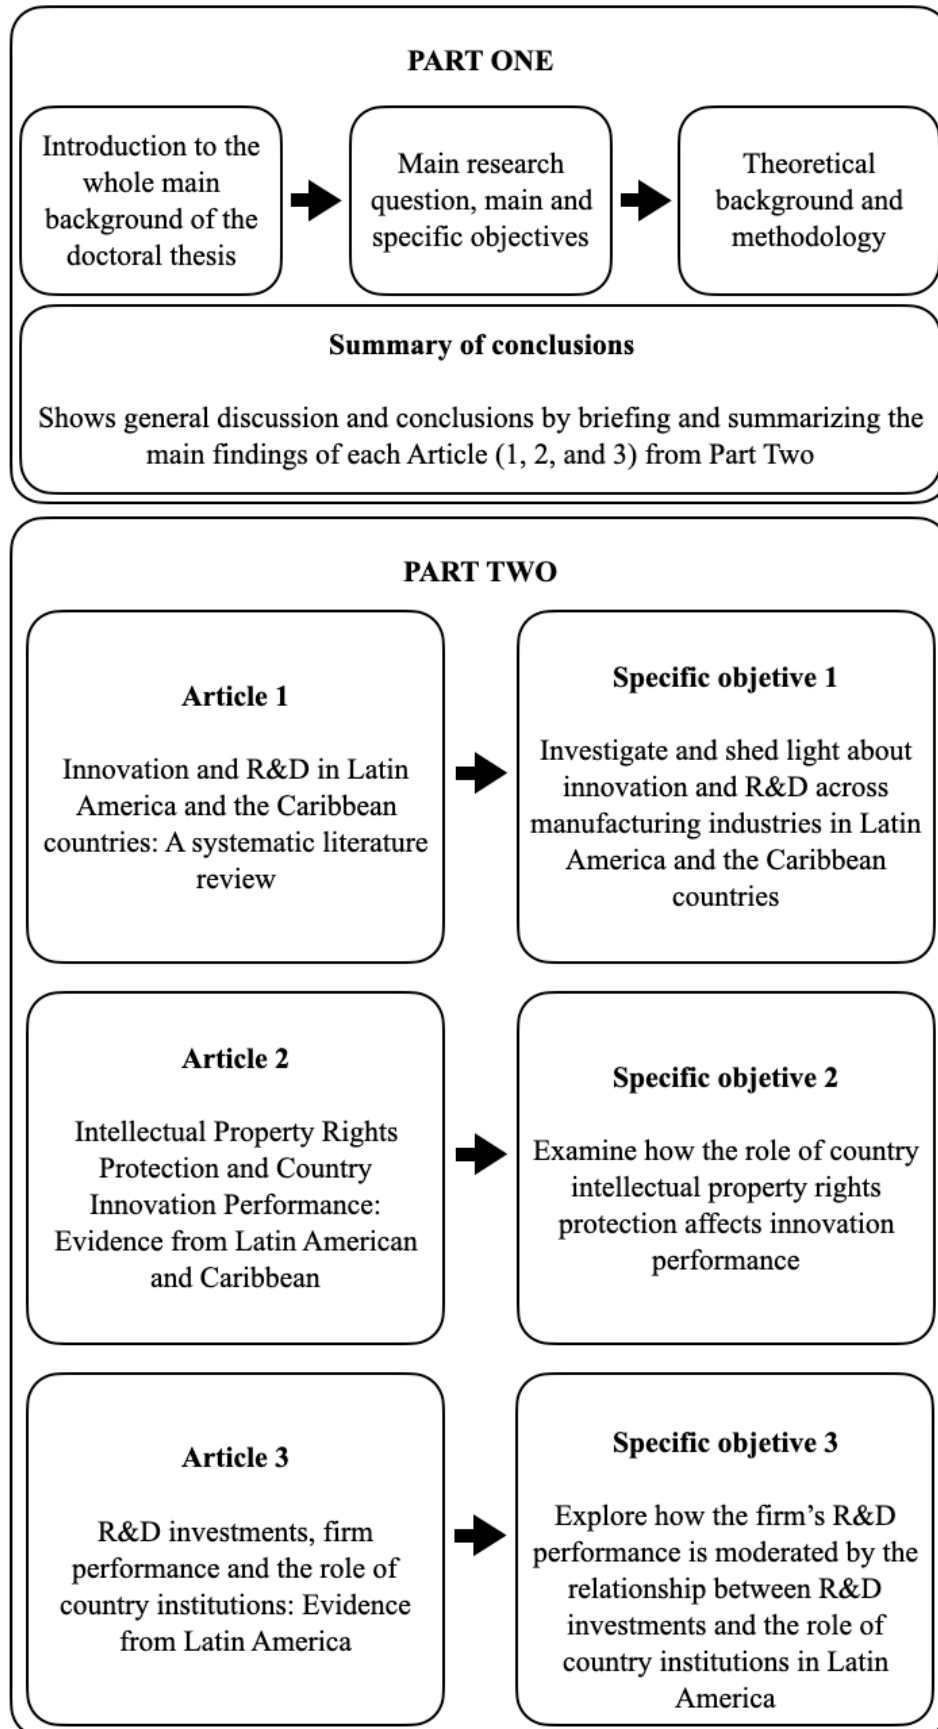 PART ONE
Introduction to the
whole main
background of the
doctoral thesis
Main research
question, main and
specific objectives
Theoretical
background and
methodology
Summary of conclusions
Shows general discussion and conclusions by briefing and summarizing the
main findings of each Article (1, 2, and 3) from Part Two
PART TWO
Article 1
Innovation and R&D in Latin
America and the Caribbean
countries: A systematic literature
review
Specific objetive 1
Investigate and shed light about
innovation and R&D across
manufacturing industries in Latin
America and the Caribbean
countries
Article 2
Intellectual Property Rights
Protection and Country
Innovation Performance:
Evidence from Latin American
and Caribbean
Specific objetive 2
Examine how the role of country
intellectual property rights
protection affects innovation
performance
Article 3
R&D investments, firm
performance and the role of
country institutions: Evidence
from Latin America
Specific objetive 3
Explore how the firm’s R&D
performance is moderated by the
relationship between R&D
investments and the role of
country institutions in Latin
America